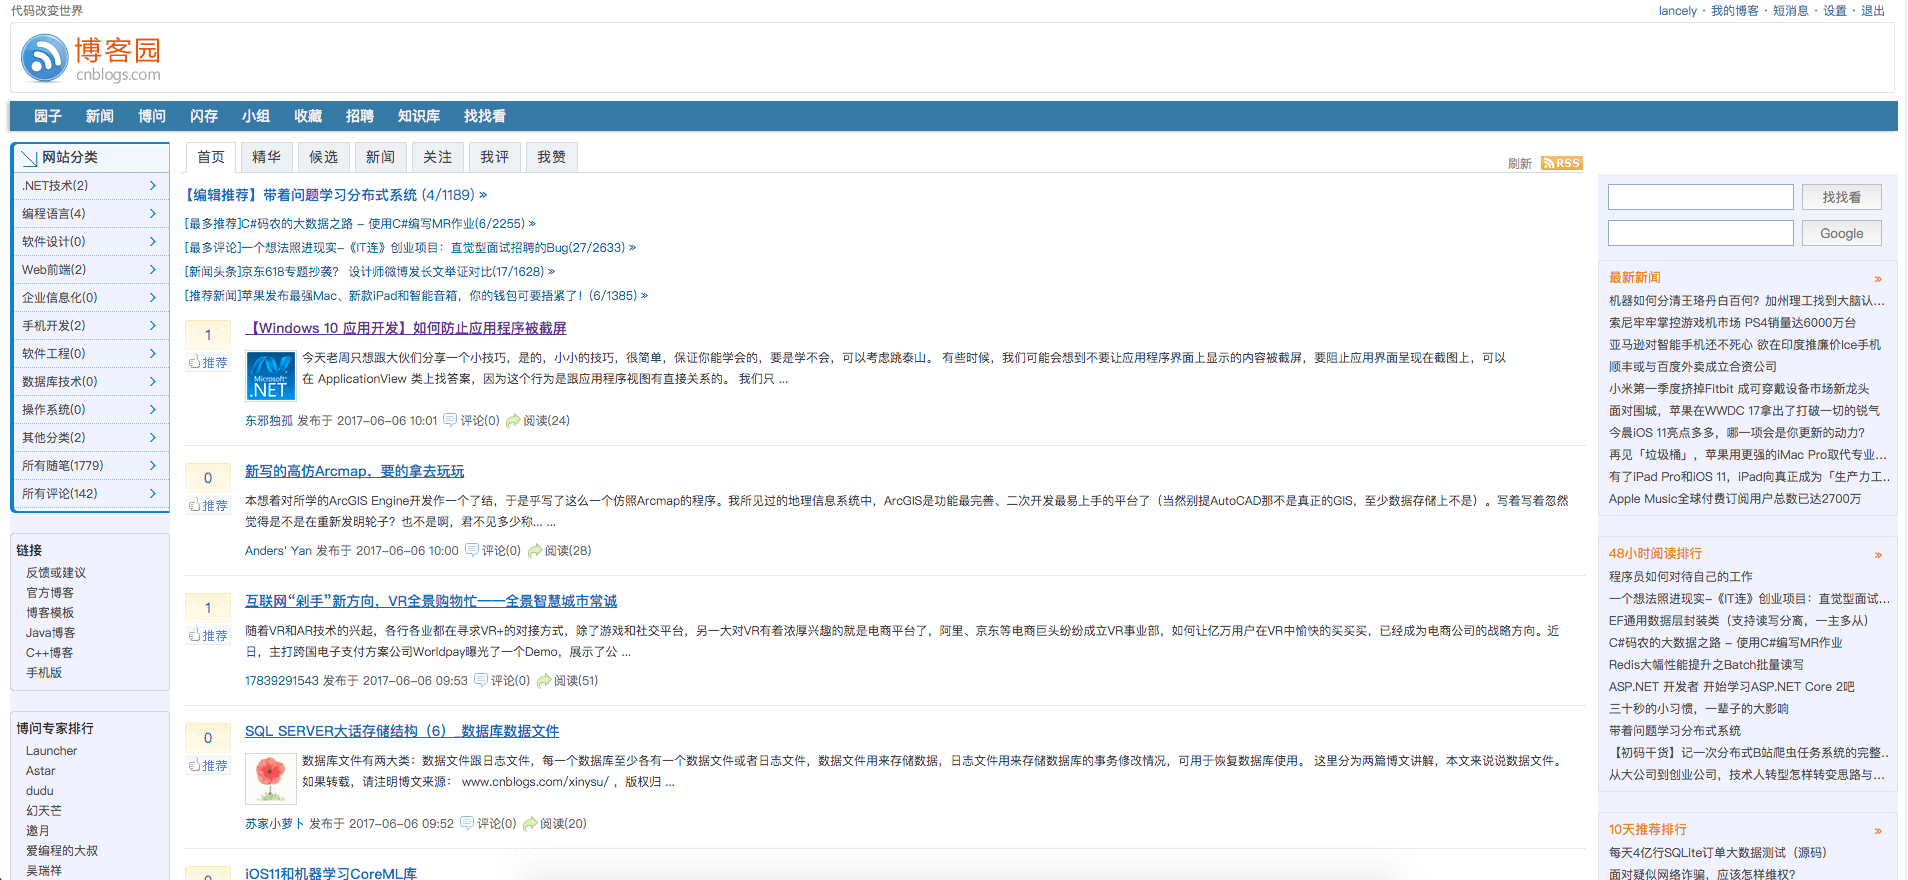 代码改变世界
lancely · 我的博客 · 短消息 · 设置 · 退出
博客园
cnblogs.com
园子 新闻 博问 闪存 小组 收藏 招聘 知识库 找找看
网站分类
.NET技术(2)
编程语言(4)
软件设计(0)
Web前端(2)
企业信息化(0)
手机开发(2)
软件工程(0)
数据库技术(0)
操作系统(0)
其他分类(2)
所有随笔(1779)
所有评论(142)
链接
反馈或建议
官方博客
博客模板
Java博客
C++博客
手机版
博问专家排行
Launcher
Astar
dudu
幻天芒
邀月
爱编程的大叔
吴瑞祥
首页 精华 候选 新闻 关注 我评 我赞
刷新 RSS
【编辑推荐】带着问题学习分布式系统 (4/1189) »
[最多推荐]C#码农的大数据之路 – 使用C#编写MR作业(6/2255) »
[最多评论]一个想法照进现实–《IT连》创业项目：直觉型面试招聘的Bug(27/2633) »
[新闻头条]京东618专题抄袭？ 设计师微博发长文举证对比(17/1628) »
[推荐新闻]苹果发布最强Mac、新款iPad和智能音箱，你的钱包可要捂紧了！(6/1385) »
1
推荐
【Windows 10 应用开发】如何防止应用程序被截屏
Microsoft .NET
今天老周只想跟大伙们分享一个小技巧，是的，小小的技巧，很简单，保证你能学会的，要是学不会，可以考虑跳泰山。 有些时候，我们可能会想到不要让应用程序界面上显示的内容被截屏，要阻止应用界面呈现在截图上，可以
在 ApplicationView 类上找答案，因为这个行为是跟应用程序视图有直接关系的。 我们只 ...
东邪独孤 发布于 2017–06–06 10:01 评论(0) 阅读(24)
0
推荐
新写的高仿Arcmap，要的拿去玩玩
本想着对所学的ArcGIS Engine开发作一个了结，于是乎写了这么一个仿照Arcmap的程序。我所见过的地理信息系统中，ArcGIS是功能最完善、二次开发最易上手的平台了（当然别提AutoCAD那不是真正的GIS，至少数据存储上不是）。写着写着忽然
觉得是不是在重新发明轮子？也不是啊，君不见多少称... ...
Anders' Yan 发布于 2017–06–06 10:00 评论(0) 阅读(28)
1
推荐
互联网“剁手”新方向，VR全景购物忙——全景智慧城市常诚
随着VR和AR技术的兴起，各行各业都在寻求VR+的对接方式，除了游戏和社交平台，另一大对VR有着浓厚兴趣的就是电商平台了，阿里、京东等电商巨头纷纷成立VR事业部，如何让亿万用户在VR中愉快的买买买，已经成为电商公司的战略方向。近
日，主打跨国电子支付方案公司Worldpay曝光了一个Demo，展示了公 ...
17839291543 发布于 2017–06–06 09:53 评论(0) 阅读(51)
0
推荐
SQL SERVER大话存储结构（6）_数据库数据文件
数据库文件有两大类：数据文件跟日志文件，每一个数据库至少各有一个数据文件或者日志文件，数据文件用来存储数据，日志文件用来存储数据库的事务修改情况，可用于恢复数据库使用。 这里分为两篇博文讲解，本文来说说数据文件。
如果转载，请注明博文来源： www.cnblogs.com/xinysu/ ，版权归 ...
苏家小萝卜 发布于 2017–06–06 09:52 评论(0) 阅读(20)
0
iOS11和机器学习CoreML库
找找看
Google
最新新闻 »
机器如何分清王珞丹白百何？加州理工找到大脑认...
索尼牢牢掌控游戏机市场 PS4销量达6000万台
亚马逊对智能手机还不死心 欲在印度推廉价Ice手机
顺丰或与百度外卖成立合资公司
小米第一季度挤掉Fitbit 成可穿戴设备市场新龙头
面对围城，苹果在WWDC 17拿出了打破一切的锐气
今晨iOS 11亮点多多，哪一项会是你更新的动力？
再见「垃圾桶」，苹果用更强的iMac Pro取代专业...
有了iPad Pro和iOS 11，iPad向真正成为「生产力工...
Apple Music全球付费订阅用户总数已达2700万
48小时阅读排行 »
程序员如何对待自己的工作
一个想法照进现实–《IT连》创业项目：直觉型面试...
EF通用数据层封装类（支持读写分离，一主多从）
C#码农的大数据之路 – 使用C#编写MR作业
Redis大幅性能提升之Batch批量读写
ASP.NET 开发者 开始学习ASP.NET Core 2吧
三十秒的小习惯，一辈子的大影响
带着问题学习分布式系统
【初码干货】记一次分布式B站爬虫任务系统的完整...
从大公司到创业公司，技术人转型怎样转变思路与...
10天推荐排行 »
每天4亿行SQLite订单大数据测试（源码）
面对疑似网络诈骗，应该怎样维权？